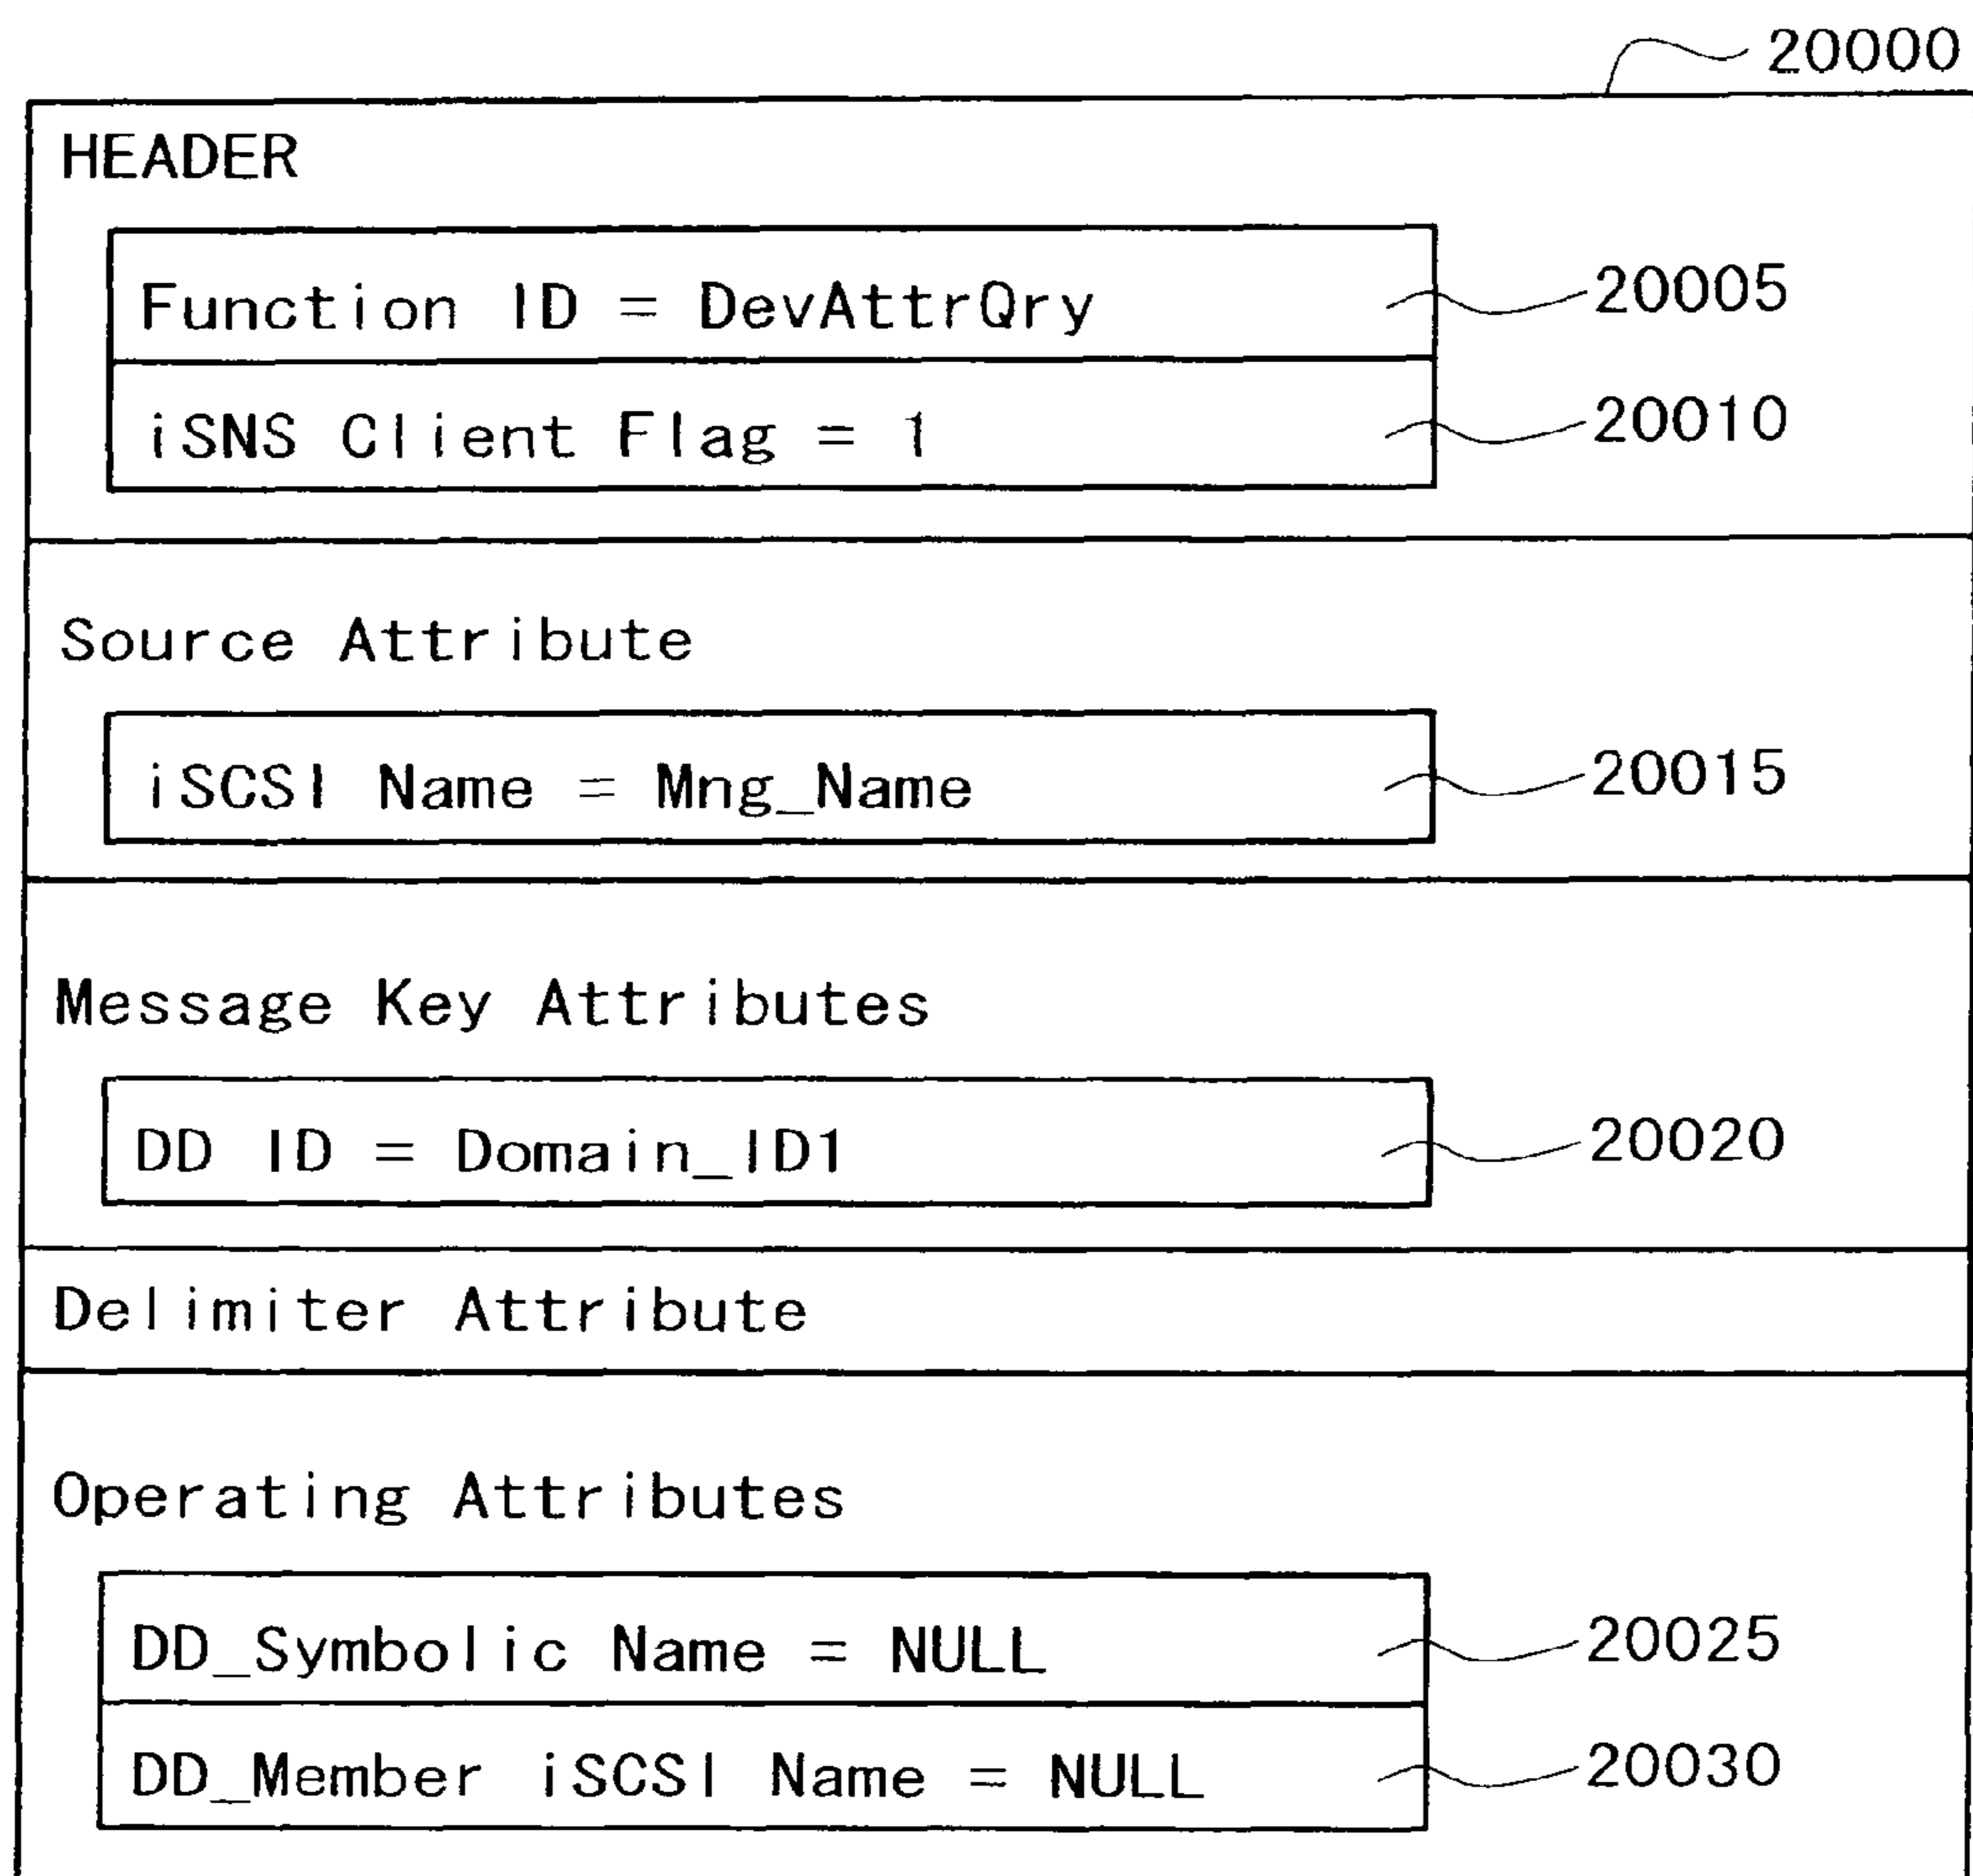 20000
HEADER
Function ID = DevAttrQry 20005
iSNS Client Flag = 1 20010
Source Attribute
iSCSI Name = Mng_Name 20015
Message Key Attributes
DD ID = Domain_ID1 20020
Delimiter Attribute
Operating Attributes
DD_Symbolic Name = NULL 20025
DD_Member iSCSI Name = NULL 20030